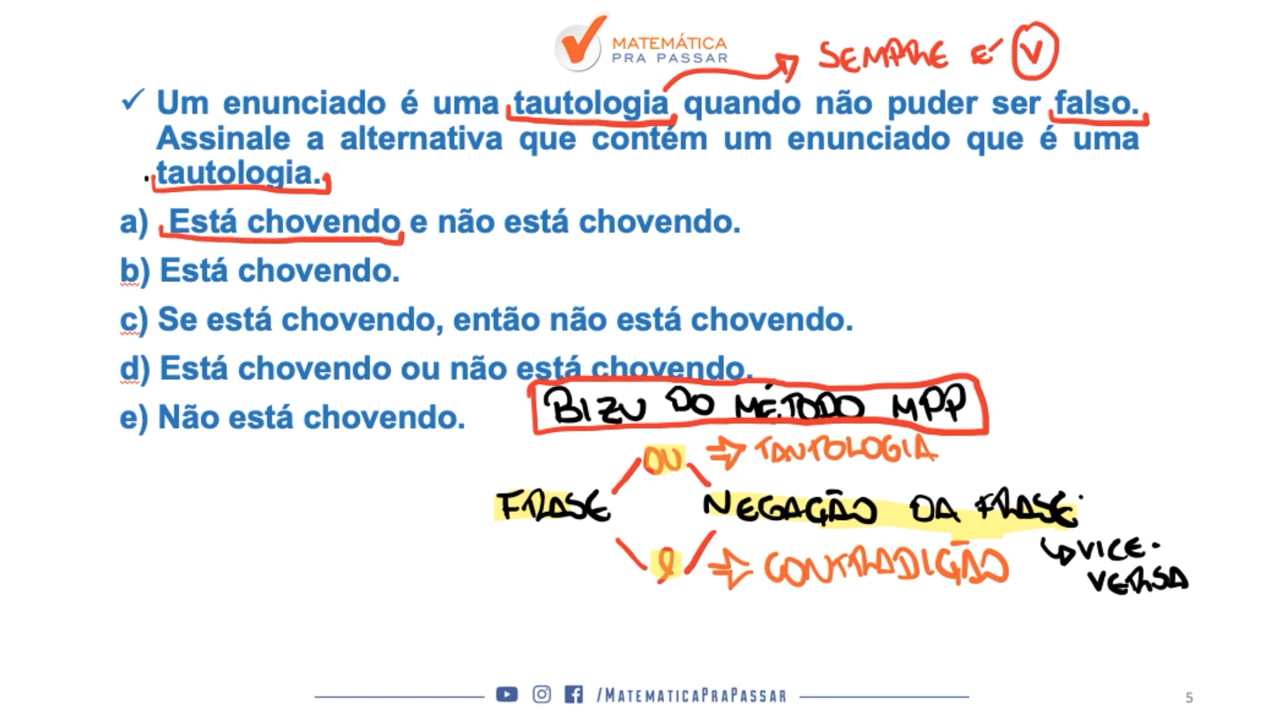 MATEMÁTICA
PRA PASSAR
SEMPRE É V
✓ Um enunciado é uma tautologia quando não puder ser falso.
Assinale a alternativa que contém um enunciado que é uma
tautologia.
a) Está chovendo e não está chovendo.
b) Está chovendo.
c) Se está chovendo, então não está chovendo.
d) Está chovendo ou não está chovendo.
e) Não está chovendo.
BIZU DO MÉTODO MPP
OU ⇒ TAUTOLOGIA
FRASE NEGAÇÃO DA FRASE.
e ⇒ CONTRADIÇÃO
↳ VICE-
VERSA
/MATEMATICAPRAPASSAR
5